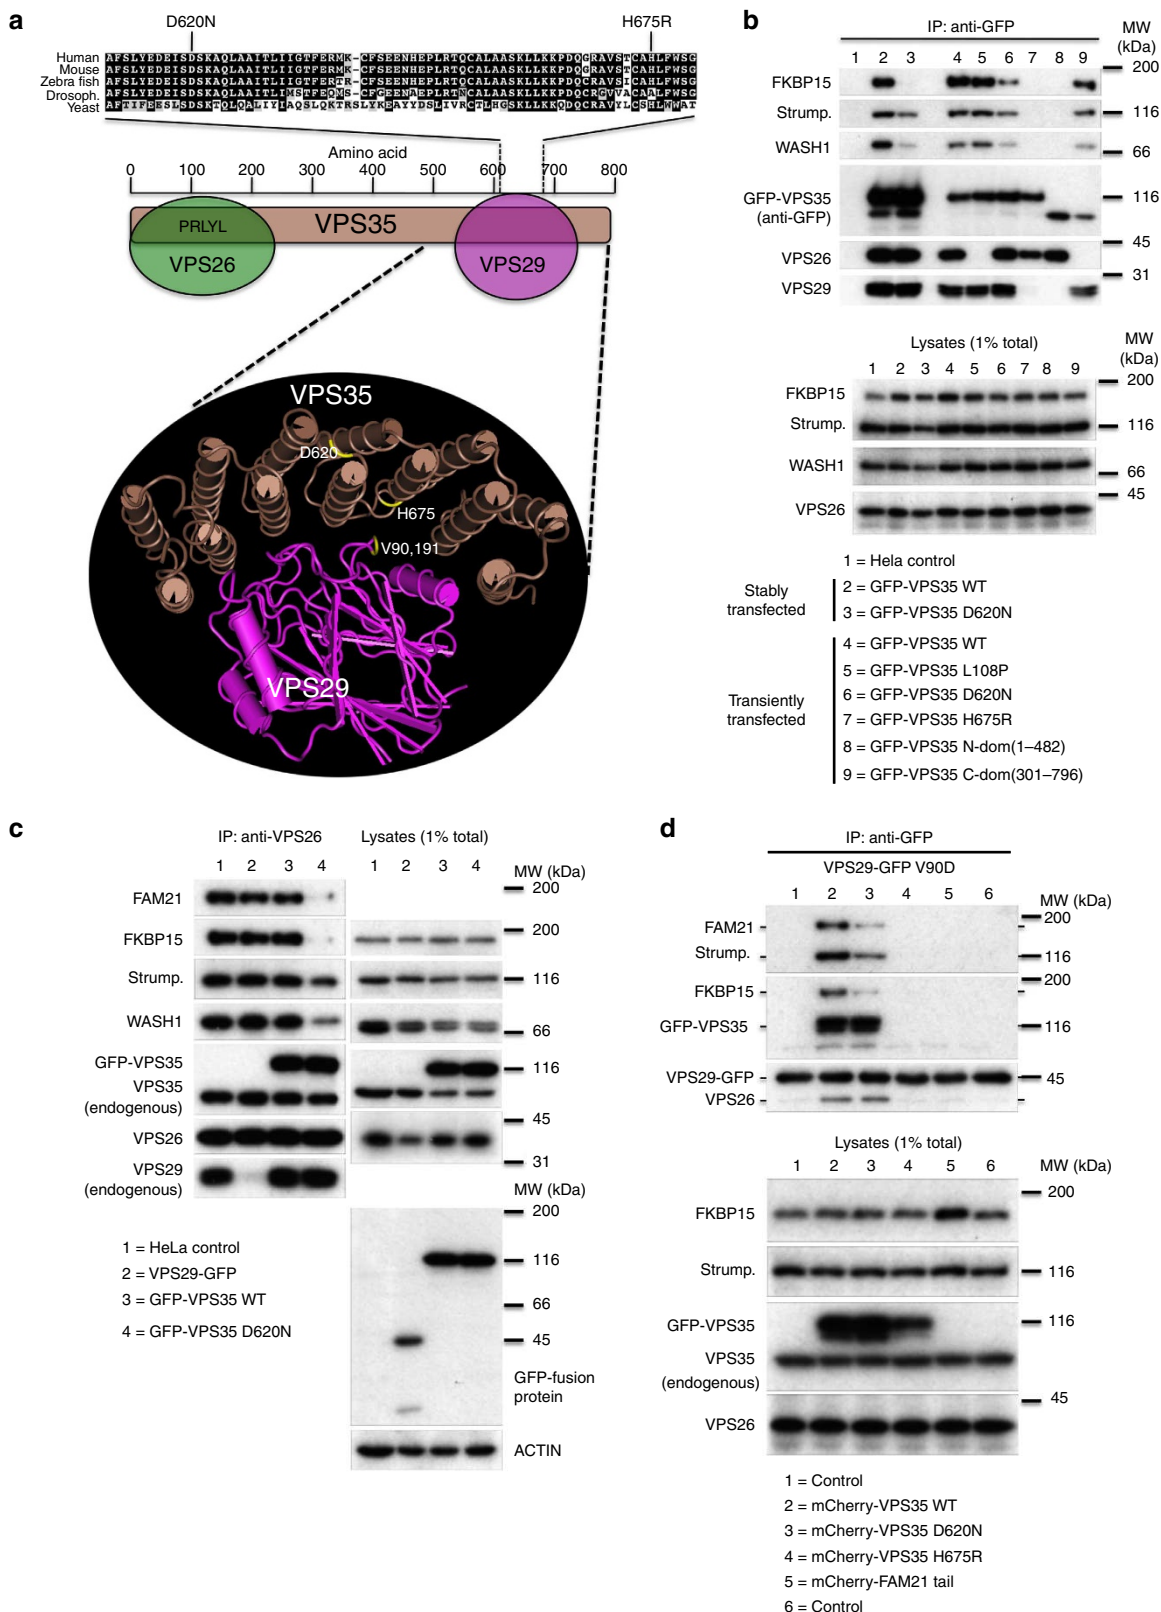 a
D620N H675R
Human
Mouse
Zebra fish
Drosoph.
Yeast
Amino acid
0 100 200 300 400 500 600 700 800
PRLYL
VPS35
VPS26
VPS29
VPS35
D620
H675
V90,191
VPS29
b
IP: anti-GFP
MW
(kDa)
1 2 3 4 5 6 7 8 9
200
FKBP15
Strump.
116
WASH1
66
GFP-VPS35
(anti-GFP)
116
45
VPS26
31
VPS29
Lysates (1% total)
MW
(kDa)
1 2 3 4 5 6 7 8 9
200
FKBP15
Strump.
116
WASH1
66
45
VPS26
1 = Hela control
Stably
transfected
2 = GFP-VPS35 WT
3 = GFP-VPS35 D620N
Transiently
transfected
4 = GFP-VPS35 WT
5 = GFP-VPS35 L108P
6 = GFP-VPS35 D620N
7 = GFP-VPS35 H675R
8 = GFP-VPS35 N-dom(1–482)
9 = GFP-VPS35 C-dom(301–796)
c
IP: anti-VPS26 Lysates (1% total)
1 2 3 4 1 2 3 4
MW (kDa)
200
FAM21
200
FKBP15
Strump.
116
WASH1
66
GFP-VPS35
116
VPS35
(endogenous)
45
VPS26
31
VPS29
(endogenous)
MW (kDa)
200
116
66
45
GFP-fusion
protein
ACTIN
1 = HeLa control
2 = VPS29-GFP
3 = GFP-VPS35 WT
4 = GFP-VPS35 D620N
d
IP: anti-GFP
VPS29-GFP V90D
1 2 3 4 5 6
MW (kDa)
200
FAM21
Strump.
116
200
FKBP15
GFP-VPS35
116
VPS29-GFP
45
VPS26
Lysates (1% total)
1 2 3 4 5 6
MW (kDa)
200
FKBP15
Strump.
116
GFP-VPS35
116
VPS35
(endogenous)
45
VPS26
1 = Control
2 = mCherry-VPS35 WT
3 = mCherry-VPS35 D620N
4 = mCherry-VPS35 H675R
5 = mCherry-FAM21 tail
6 = Control